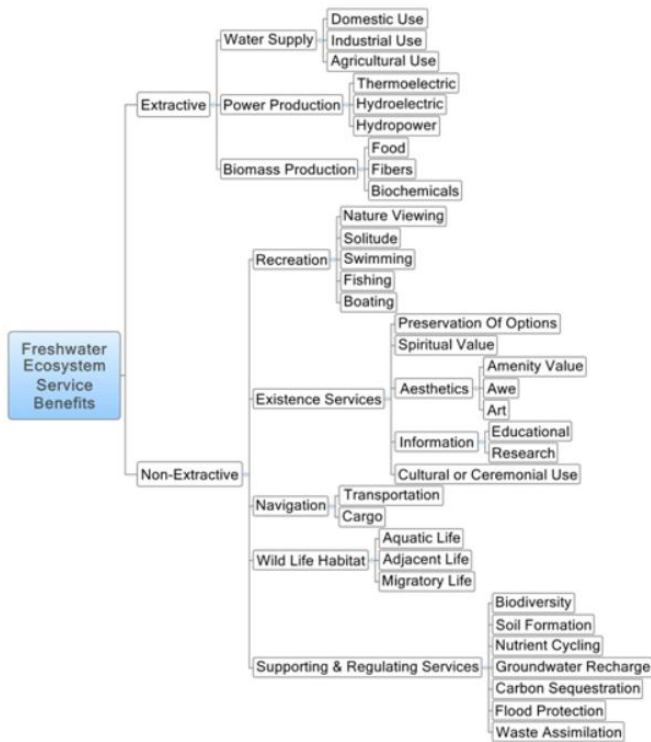 Domestic Use
Water Supply
Industrial Use
Agricultural Use
Thermoelectric
Extractive
Power Production
Hydroelectric
Hydropower
Food
Biomass Production
Fibers
Biochemicals
Nature Viewing
Solitude
Recreation
Swimming
Fishing
Boating
Preservation Of Options
Freshwater
Ecosystem
Service
Benefits
Spiritual Value
Amenity Value
Existence Services
Aesthetics
Awe
Art
Educational
Information
Research
Non-Extractive
Cultural or Ceremonial Use
Transportation
Navigation
Cargo
Aquatic Life
Wild Life Habitat
Adjacent Life
Migratory Life
Biodiversity
Soil Formation
Nutrient Cycling
Supporting & Regulating Services
Groundwater Recharge
Carbon Sequestration
Flood Protection
Waste Assimilation